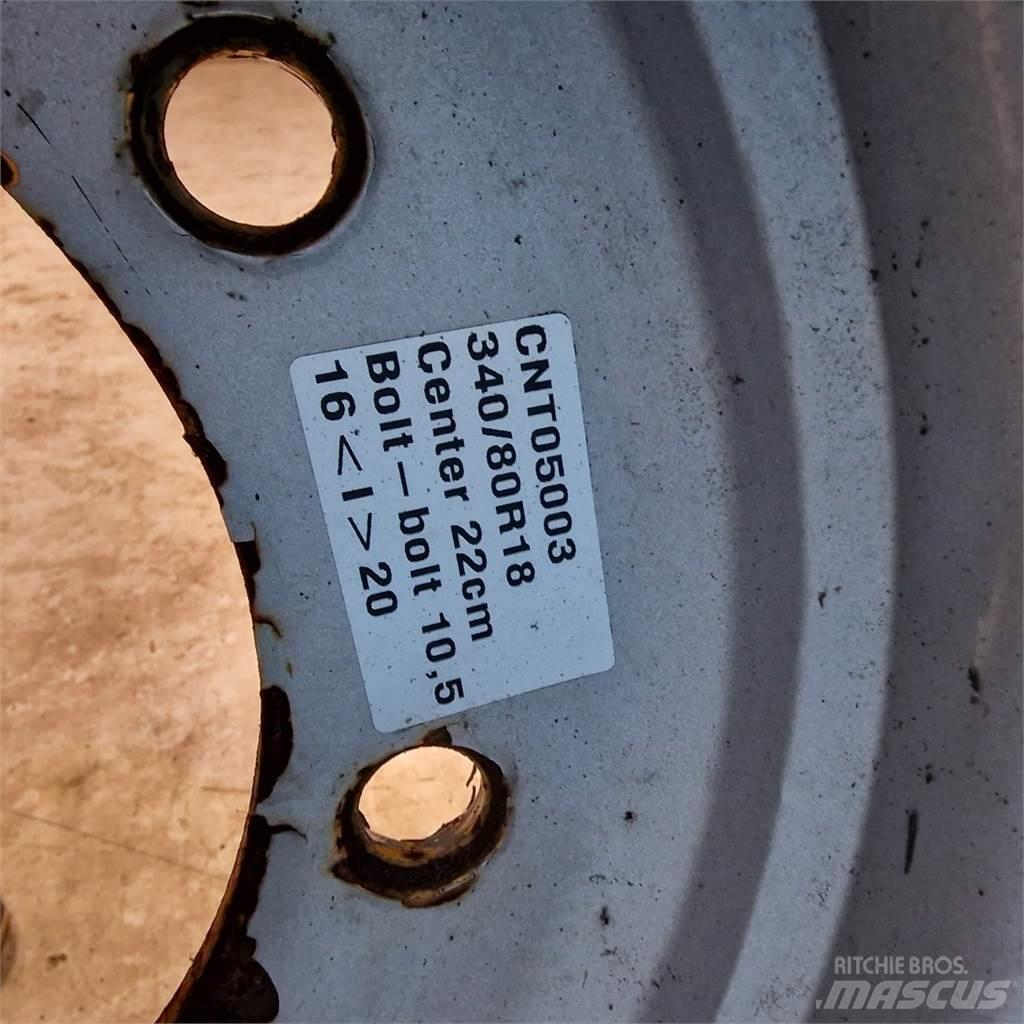 CNT05003
340/80R18
Center 22cm
Bolt – bolt 10,5
16 < I > 20
RITCHIE BROS.
MASCUS